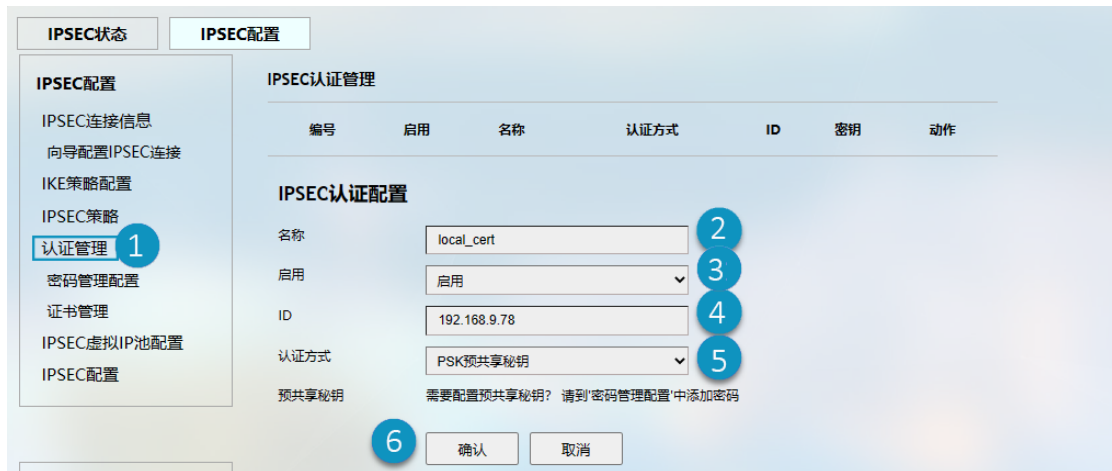 IPSEC状态 IPSEC配置
IPSEC配置
IPSEC连接信息
向导配置IPSEC连接
IKE策略配置
IPSEC策略
认证管理 1
密码管理配置
证书管理
IPSEC虚拟IP池配置
IPSEC配置
IPSEC认证管理
编号 启用 名称 认证方式 ID 密钥 动作
IPSEC认证配置
名称 local_cert 2
启用 启用 3
ID 192.168.9.78 4
认证方式 PSK预共享秘钥 5
预共享秘钥 需要配置预共享秘钥? 请到'密码管理配置'中添加密码
6 确认 取消